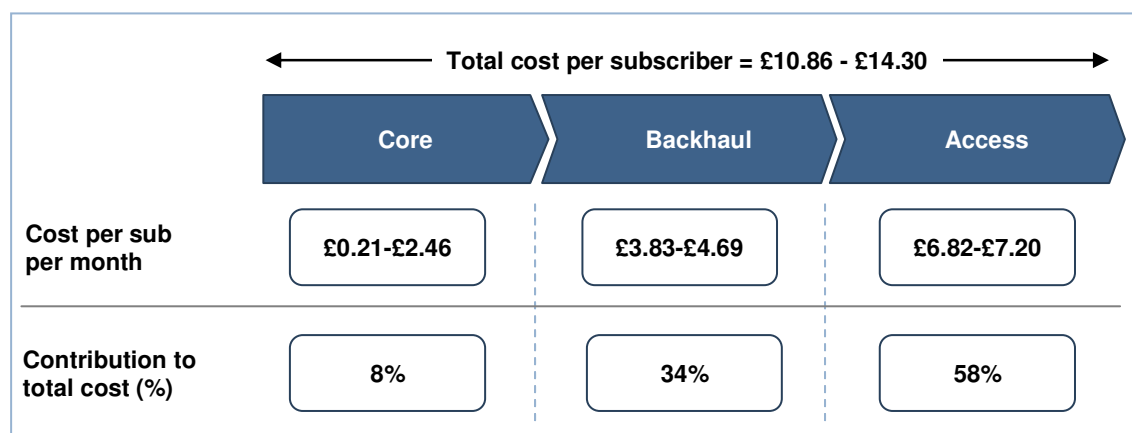 Total cost per subscriber = £10.86 - £14.30
Core
Backhaul
Access
Cost per sub
per month
£0.21-£2.46
£3.83-£4.69
£6.82-£7.20
Contribution to
total cost (%)
8%
34%
58%